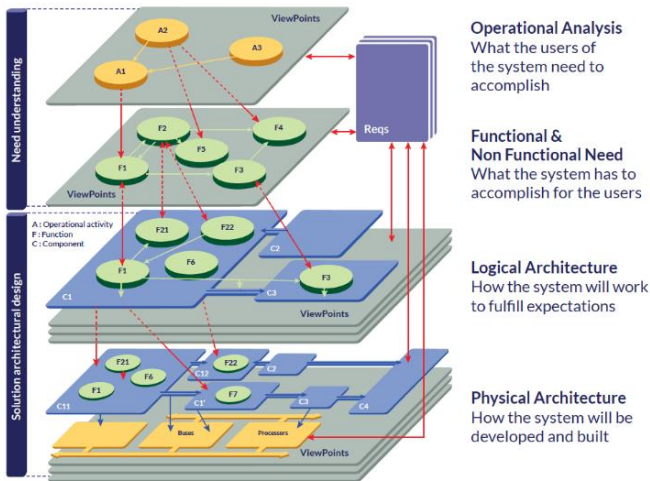 Need understanding
ViewPoints
A2
A3
A1
Operational Analysis
What the users of
the system need to
accomplish
Reqs
F2
F4
F5
F1
F3
ViewPoints
Functional &
Non Functional Need
What the system has to
accomplish for the users
Solution architectural design
A : Operational activity
F : Function
C : Component
F21
F22
C2
F1
F6
F3
C1
C3
ViewPoints
Logical Architecture
How the system will work
to fulfill expectations
F21
F22
C2
F6
C12
F1
F7
C11
C1'
C3
C4
Buses
Processors
ViewPoints
Physical Architecture
How the system will be
developed and built